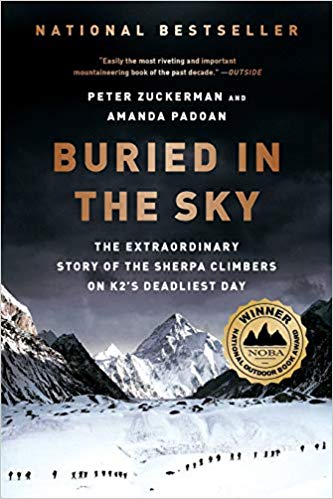 NATIONAL BESTSELLER
"Easily the most riveting and important
mountaineering book of the past decade." —OUTSIDE
PETER ZUCKERMAN AND
AMANDA PADOAN
BURIED IN
THE SKY
THE EXTRAORDINARY
STORY OF THE SHERPA CLIMBERS
ON K2'S DEADLIEST DAY
WINNER
NOBA
NATIONAL OUTDOOR BOOK AWARD